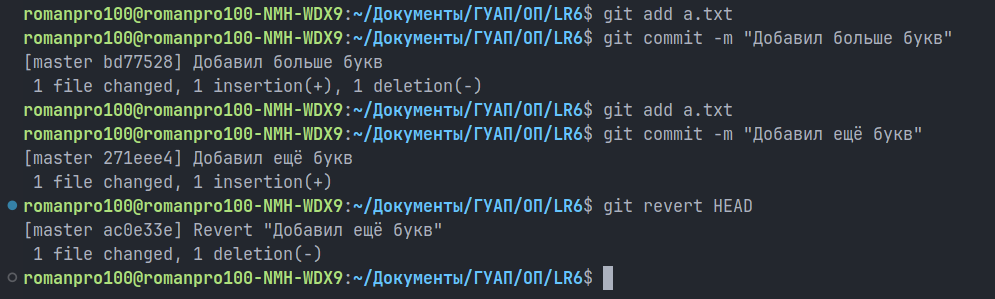 romanpro100@romanpro100-NMH-WDX9:~/Документы/ГУАП/ОП/LR6$ git add a.txt
romanpro100@romanpro100-NMH-WDX9:~/Документы/ГУАП/ОП/LR6$ git commit -m "Добавил больше букв"
[master bd77528] Добавил больше букв
 1 file changed, 1 insertion(+), 1 deletion(-)
romanpro100@romanpro100-NMH-WDX9:~/Документы/ГУАП/ОП/LR6$ git add a.txt
romanpro100@romanpro100-NMH-WDX9:~/Документы/ГУАП/ОП/LR6$ git commit -m "Добавил ещё букв"
[master 271eee4] Добавил ещё букв
 1 file changed, 1 insertion(+)
romanpro100@romanpro100-NMH-WDX9:~/Документы/ГУАП/ОП/LR6$ git revert HEAD
[master ac0e33e] Revert "Добавил ещё букв"
 1 file changed, 1 deletion(-)
romanpro100@romanpro100-NMH-WDX9:~/Документы/ГУАП/ОП/LR6$